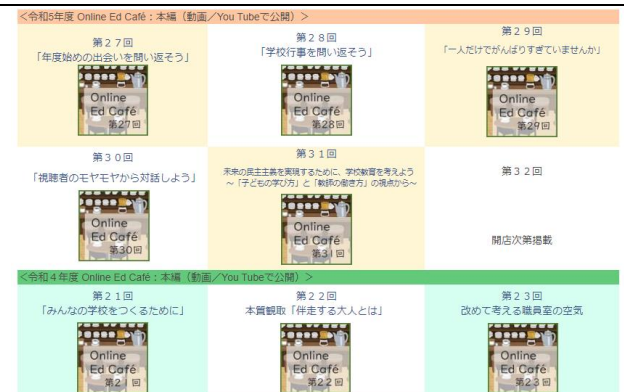 <令和5年度 Online Ed Café：本編（動画／You Tubeで公開）>
第２７回
「年度始めの出会いを問い返そう」
Online
Ed Café
第27回
第２８回
「学校行事を問い返そう」
Online
Ed Café
第28回
第２９回
「一人だけでがんばりすぎていませんか」
Online
Ed Café
第29回
第３０回
「視聴者のモヤモヤから対話しよう」
Online
Ed Café
第30回
第３１回
未来の民主主義を実現するために、学校教育を考えよう
～「子どもの学び方」と「教師の働き方」の視点から～
Online
Ed Café
第31回
第３２回
開店次第掲載
<令和４年度 Online Ed Café：本編（動画／You Tubeで公開）>
第２１回
「みんなの学校をつくるために」
Online
Ed Café
第21回
第２２回
本質観取「伴走する大人とは」
Online
Ed Café
第22回
第２３回
改めて考える職員室の空気
Online
Ed Café
第23回